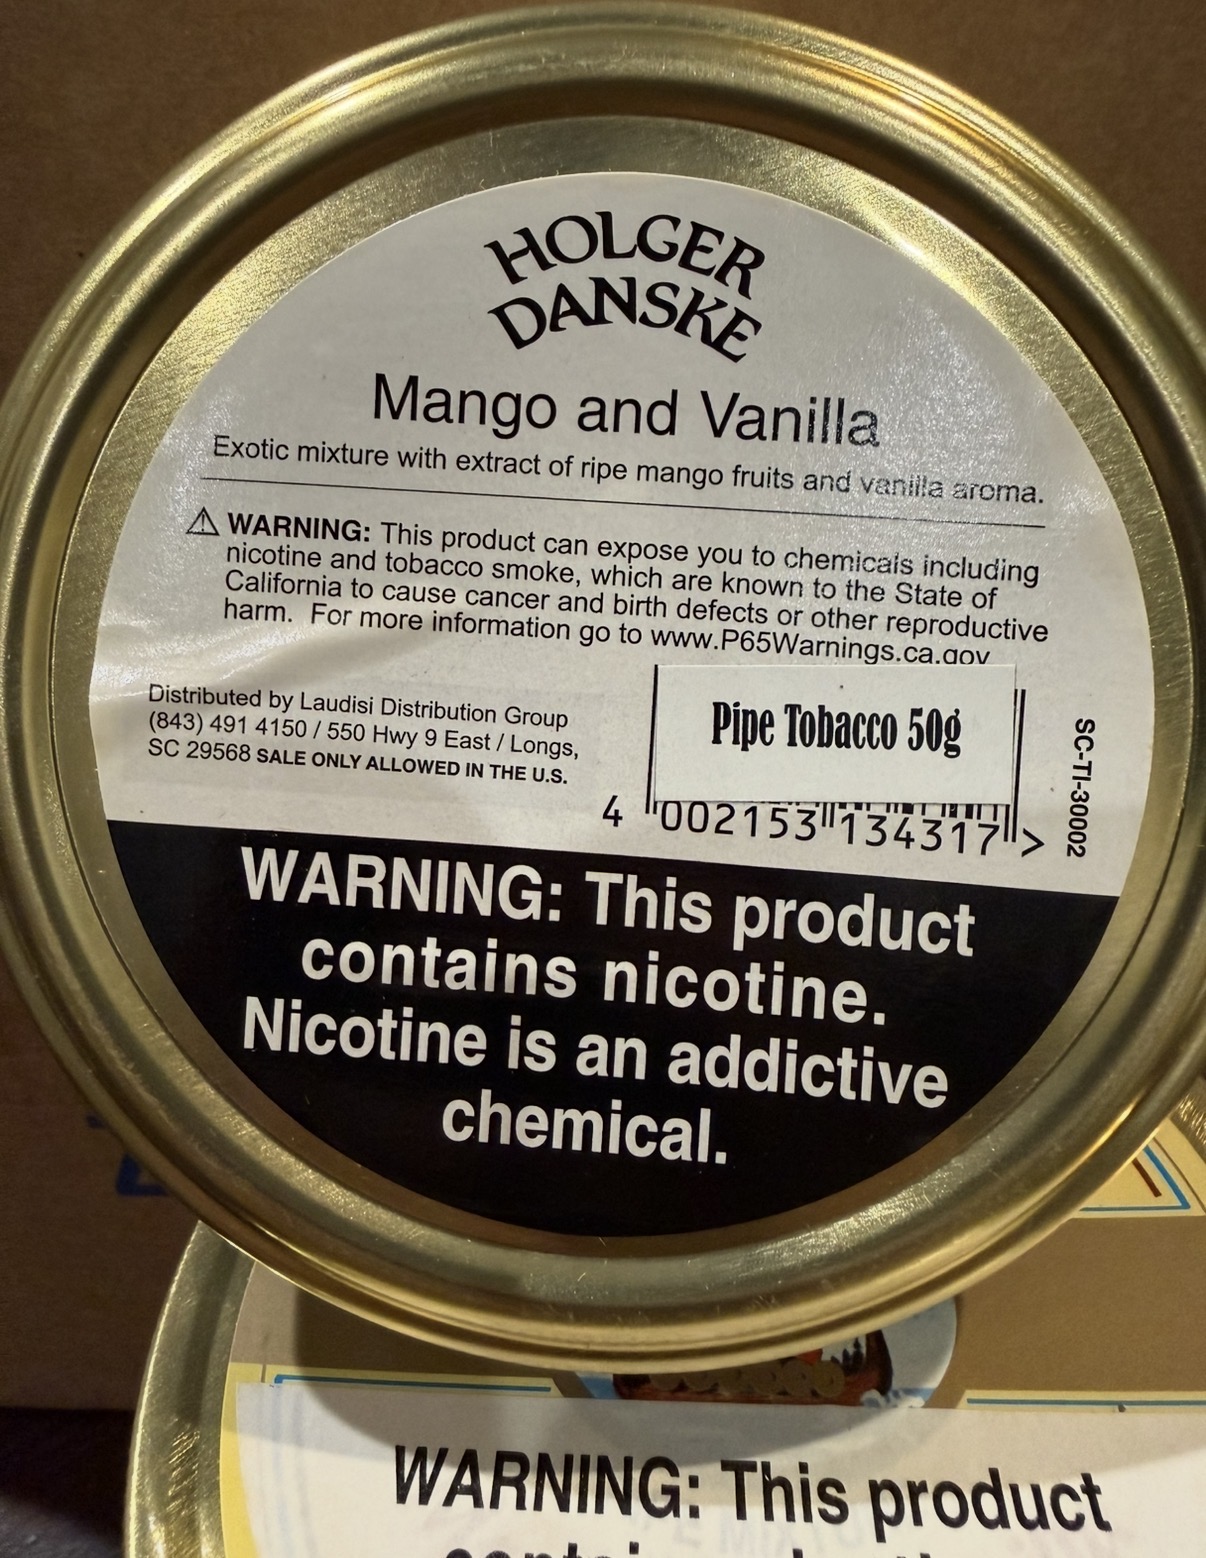 HOLGER
DANSKE
Mango and Vanilla
Exotic mixture with extract of ripe mango fruits and vanilla aroma.
⚠ WARNING: This product can expose you to chemicals including
nicotine and tobacco smoke, which are known to the State of
California to cause cancer and birth defects or other reproductive
harm. For more information go to www.P65Warnings.ca.gov
Distributed by Laudisi Distribution Group
(843) 491 4150 / 550 Hwy 9 East / Longs,
SC 29568 SALE ONLY ALLOWED IN THE U.S.
Pipe Tobacco 50g
4 002153 134317 >
SC-TI-30002
WARNING: This product
contains nicotine.
Nicotine is an addictive
chemical.
WARNING: This product